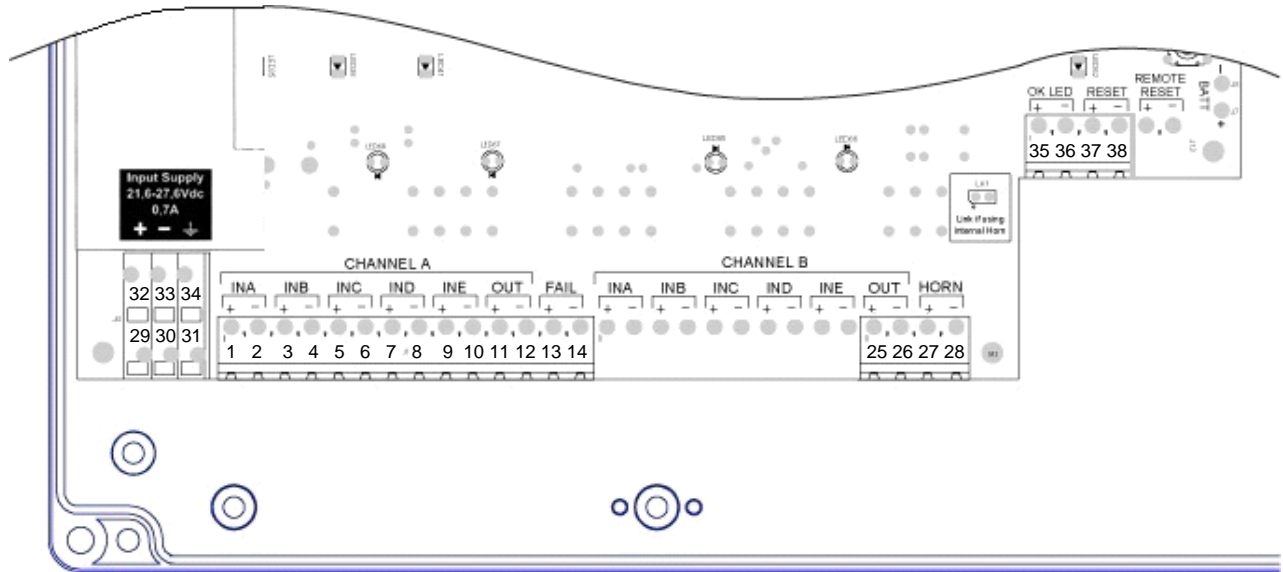 OK LED RESET REMOTE RESET
+ − + − + −
BATT
− +
35 36 37 38
LED67
LED66
Input Supply
21,6-27,6Vdc
0,7A
+ −
Link if using
Internal Horn
CHANNEL A CHANNEL B
INA INB INC IND INE OUT FAIL INA INB INC IND INE OUT HORN
+ − + − + − + − + − + − + − + − + − + − + − + − + − + −
32 33 34
29 30 31
1 2 3 4 5 6 7 8 9 10 11 12 13 14 25 26 27 28